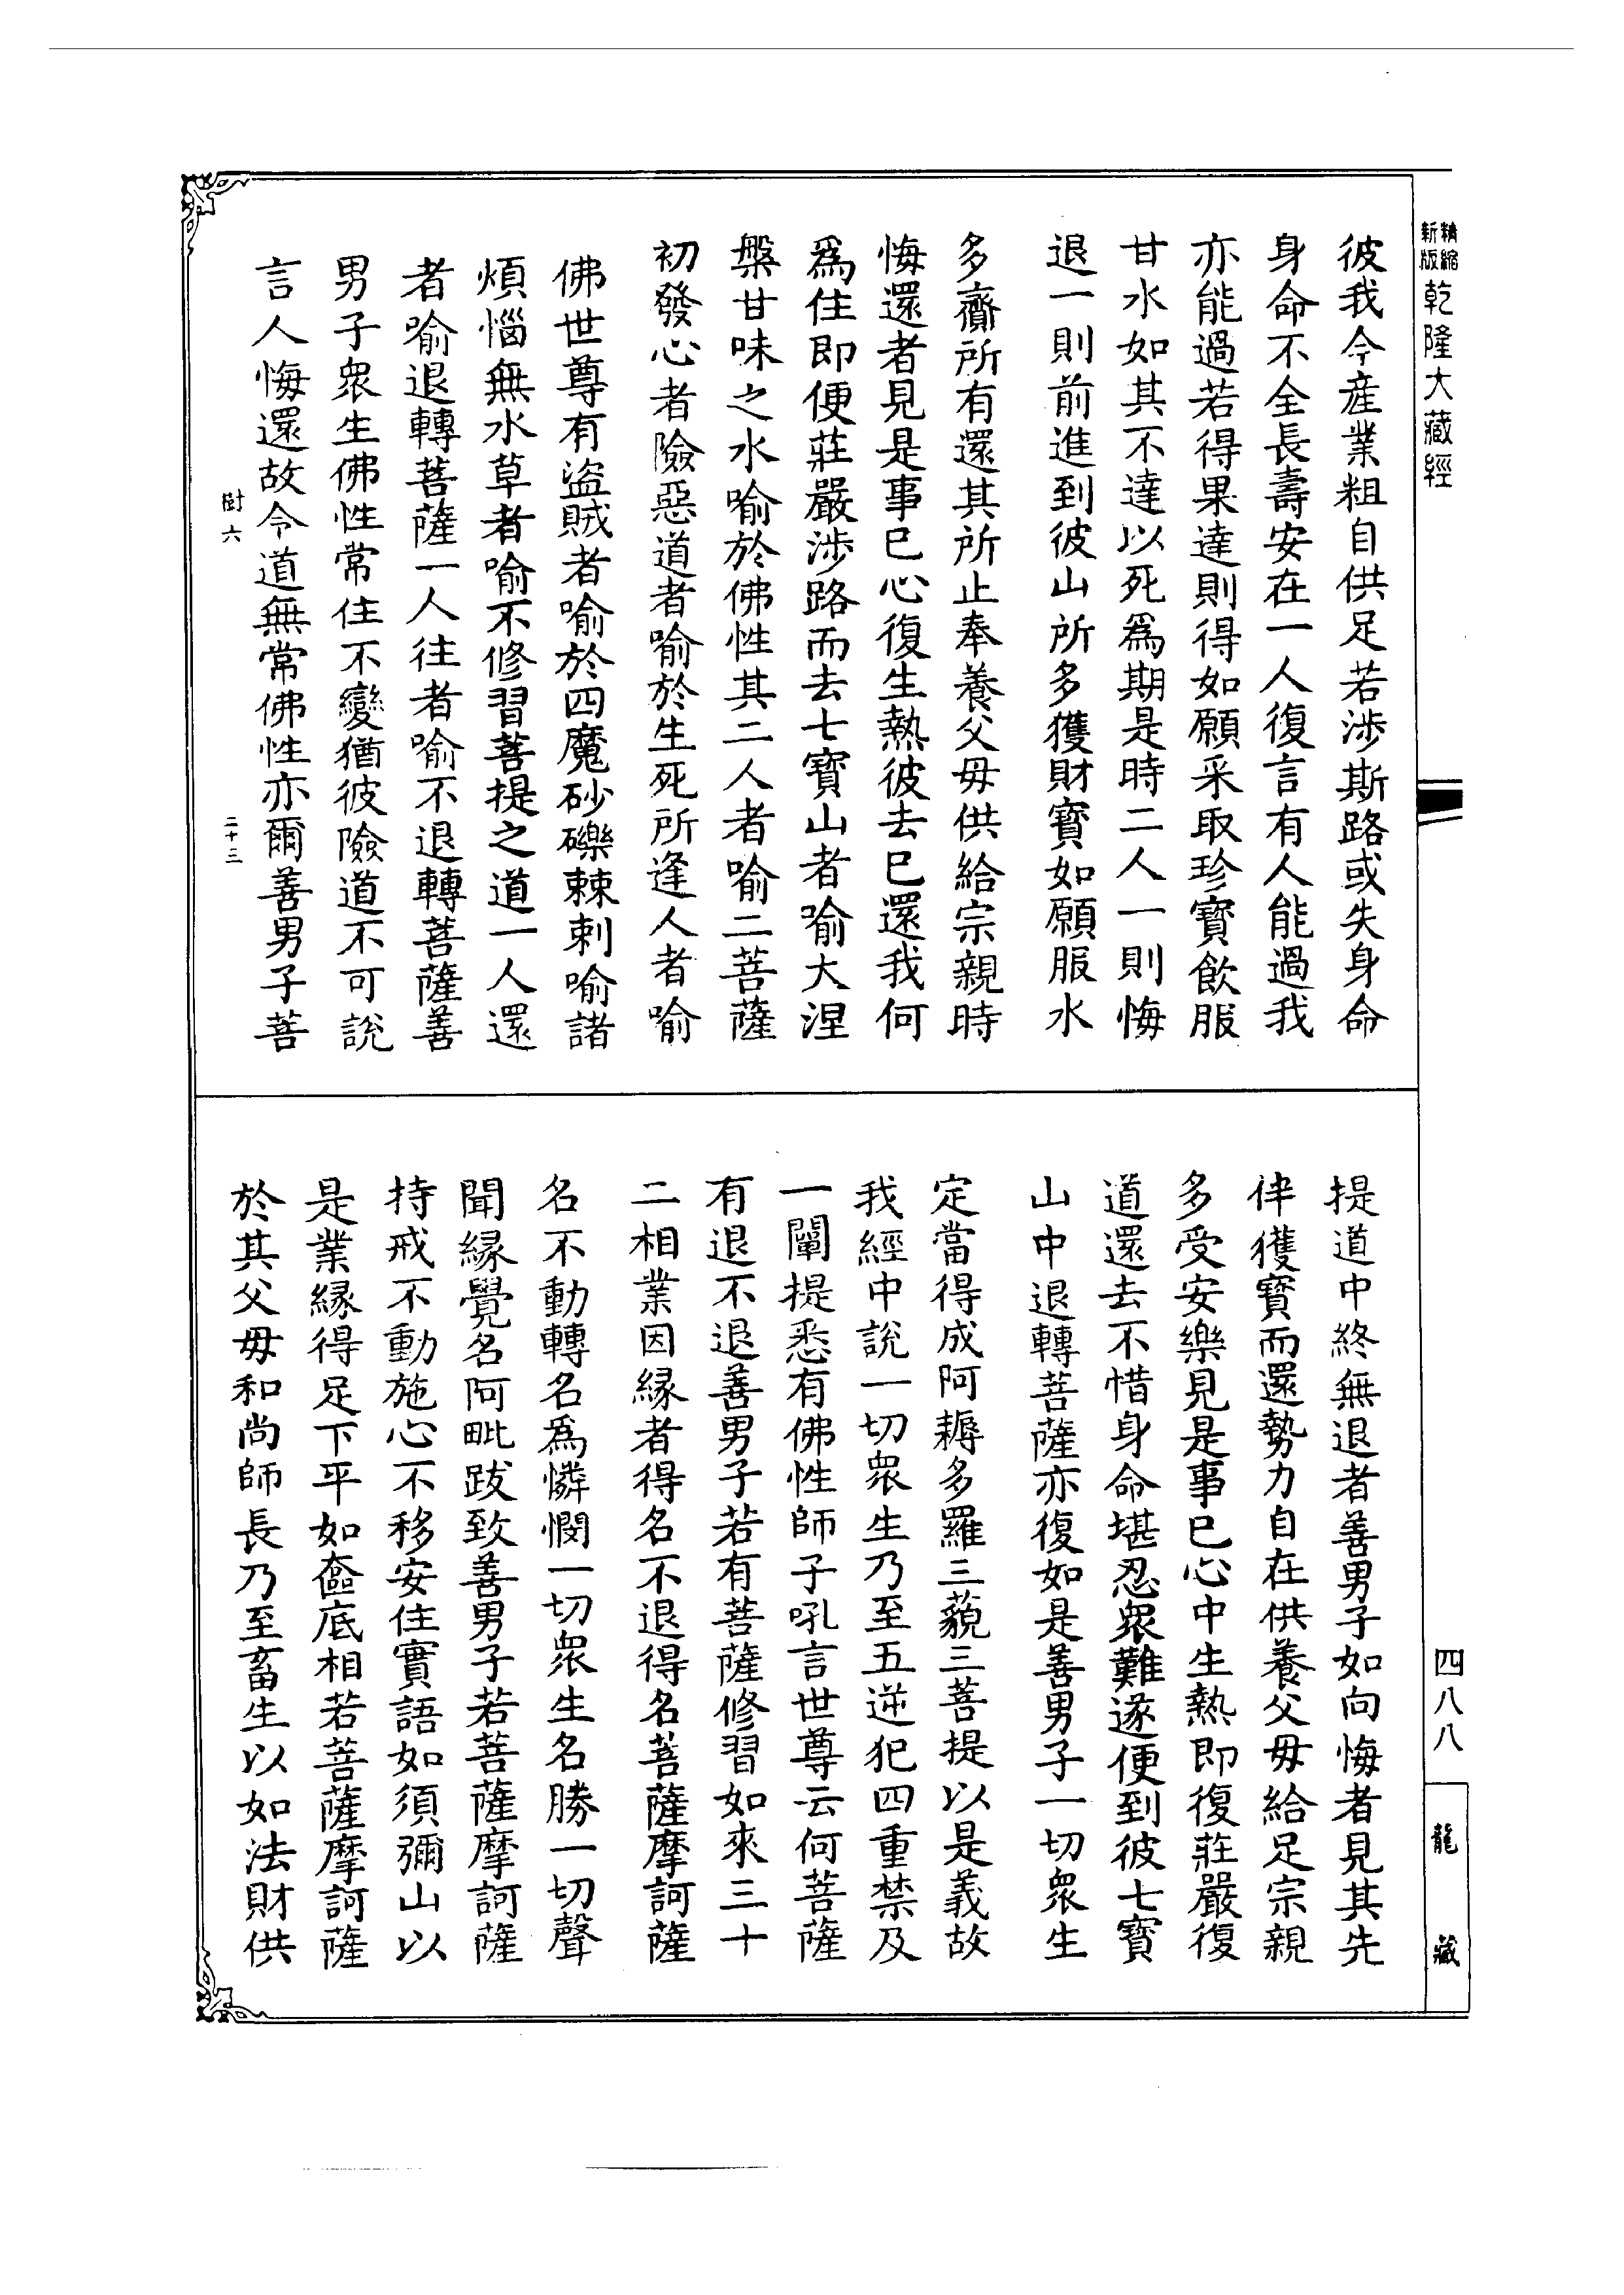 精縮新版乾隆大藏經
彼我今産業粗自供足若涉斯路或失身命
身命不全長壽安在一人復言有人能過我
亦能過若得果達則得如願采取珍寶飲服
甘水如其不達以死爲期是時二人一則悔
退一則前進到彼山所多獲財寶如願服水
多齎所有還其所止奉養父母供給宗親時
悔還者見是事已心復生熱彼去已還我何
爲住即便莊嚴涉路而去七寶山者喻大涅
槃甘味之水喻於佛性其二人者喻二菩薩
初發心者險惡道者喻於生死所逢人者喻
佛世尊有盜賊者喻於四魔砂礫棘刺喻諸
煩惱無水草者喻不修習菩提之道一人還
者喻退轉菩薩一人往者喻不退轉菩薩善
男子衆生佛性常住不變猶彼險道不可說
言人悔還故令道無常佛性亦爾善男子菩
樹六
二十三
提道中終無退者善男子如向悔者見其先
伴獲寶而還勢力自在供養父母給足宗親
多受安樂見是事已心中生熱即復莊嚴復
道還去不惜身命堪忍衆難遂便到彼七寶
山中退轉菩薩亦復如是善男子一切衆生
定當得成阿耨多羅三藐三菩提以是義故
我經中說一切衆生乃至五逆犯四重禁及
一闡提悉有佛性師子吼言世尊云何菩薩
有退不退善男子若有菩薩修習如來三十
二相業因緣者得名不退得名菩薩摩訶薩
名不動轉名爲憐憫一切衆生名勝一切聲
聞緣覺名阿毗跋致善男子若菩薩摩訶薩
持戒不動施心不移安住實語如須彌山以
是業緣得足下平如奩底相若菩薩摩訶薩
於其父母和尚師長乃至畜生以如法財供
四八八
龍藏